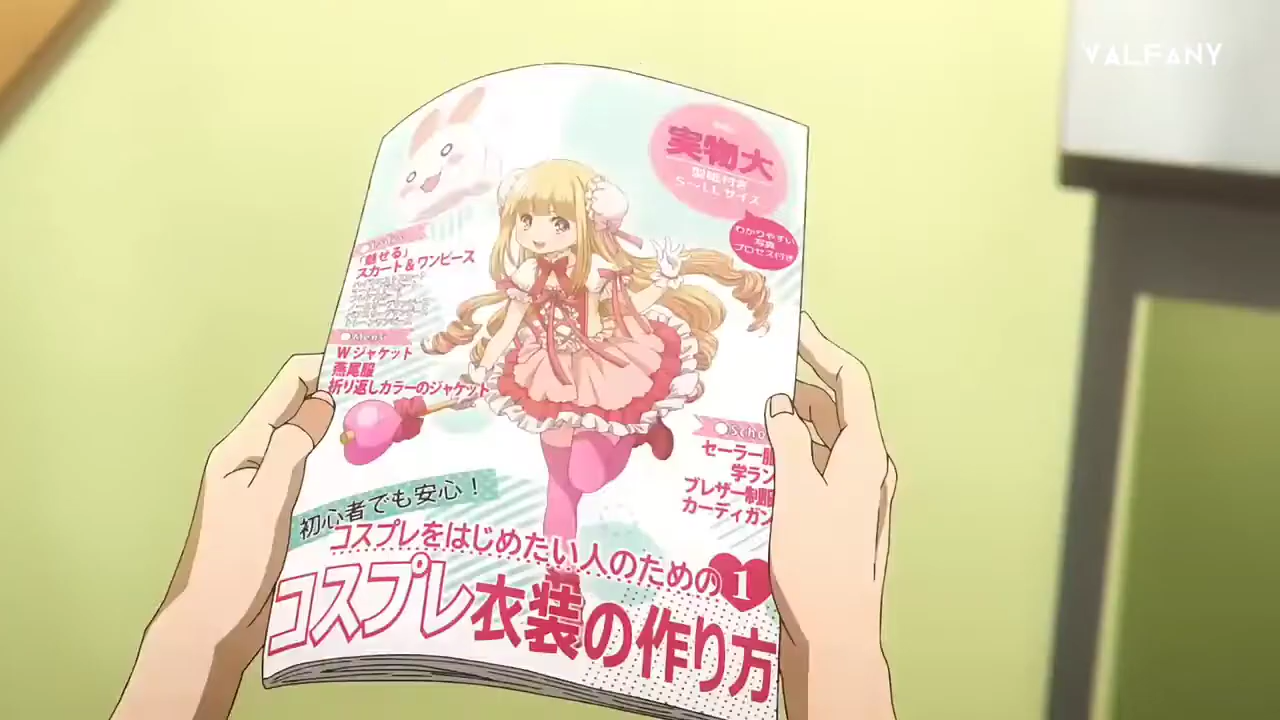 VALFANY
実物大
型紙付き
S～LLサイズ
わかりやすい
写真
プロセス付き
「魅せる」
スカート＆ワンピース
Mens
Wジャケット
燕尾服
折り返しカラーのジャケット
Scho
セーラー服
学ラン
ブレザー制服
カーディガン
初心者でも安心！
コスプレをはじめたい人のための 1
コスプレ衣装の作り方